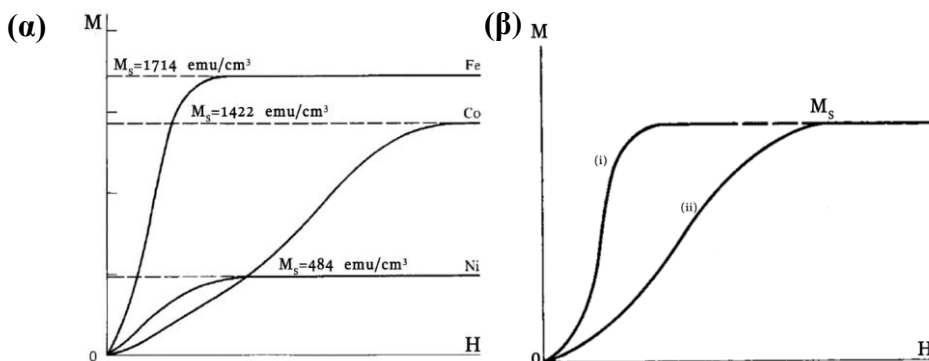 (α)
M
M_s=1714 emu/cm³
Fe
M_s=1422 emu/cm³
Co
M_s=484 emu/cm³
Ni
0
H
(β)
M
M_s
(i)
(ii)
0
H